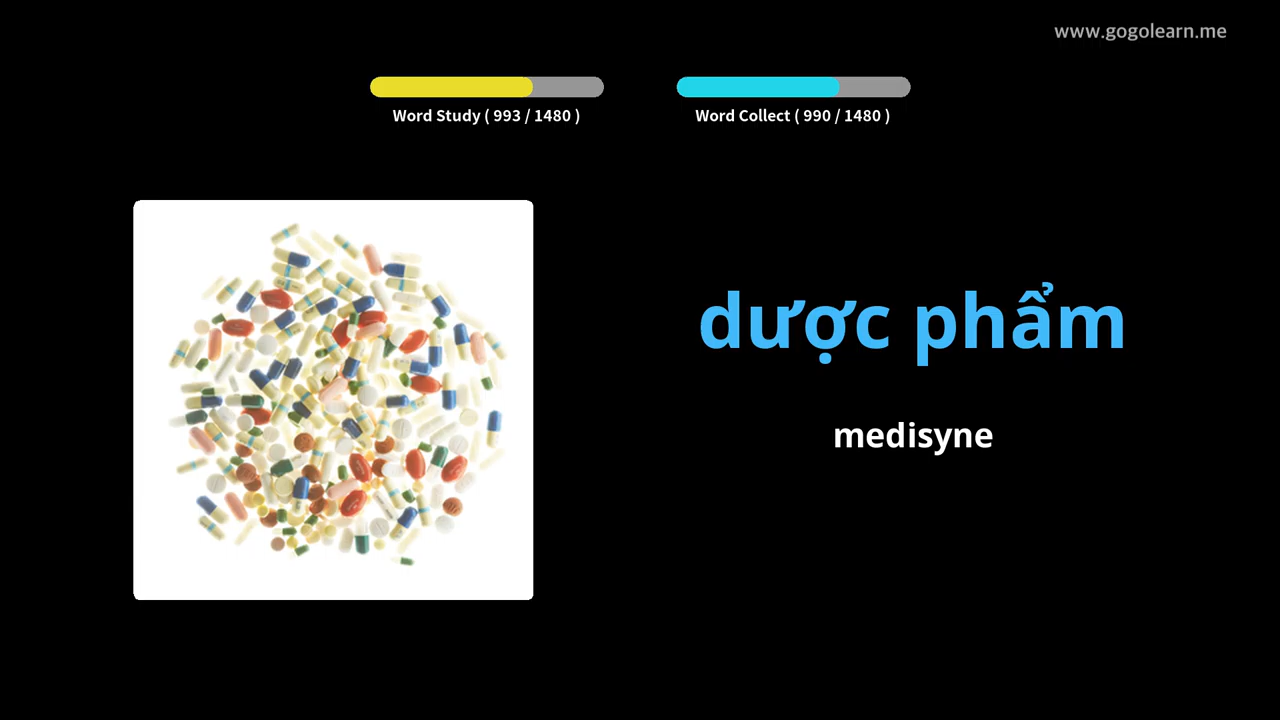 www.gogolearn.me
Word Study ( 993 / 1480 )
Word Collect ( 990 / 1480 )
dược phẩm
medisyne